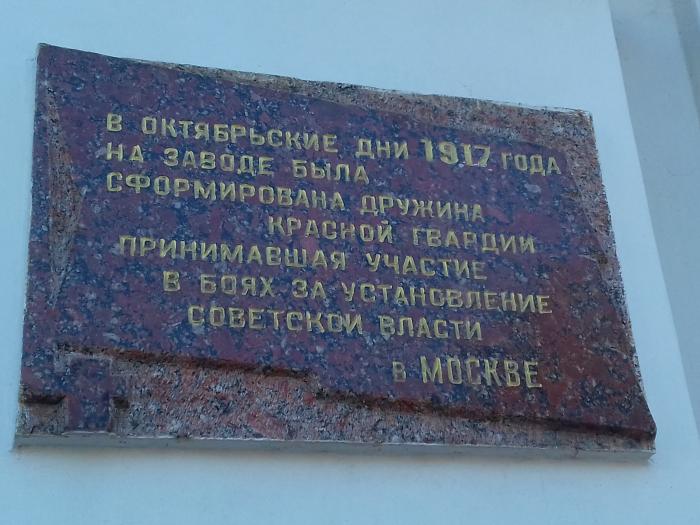 В ОКТЯБРЬСКИЕ ДНИ 1917 ГОДА
НА ЗАВОДЕ БЫЛА
СФОРМИРОВАНА ДРУЖИНА
КРАСНОЙ ГВАРДИИ
ПРИНИМАВШАЯ УЧАСТИЕ
В БОЯХ ЗА УСТАНОВЛЕНИЕ
СОВЕТСКОЙ ВЛАСТИ
В МОСКВЕ